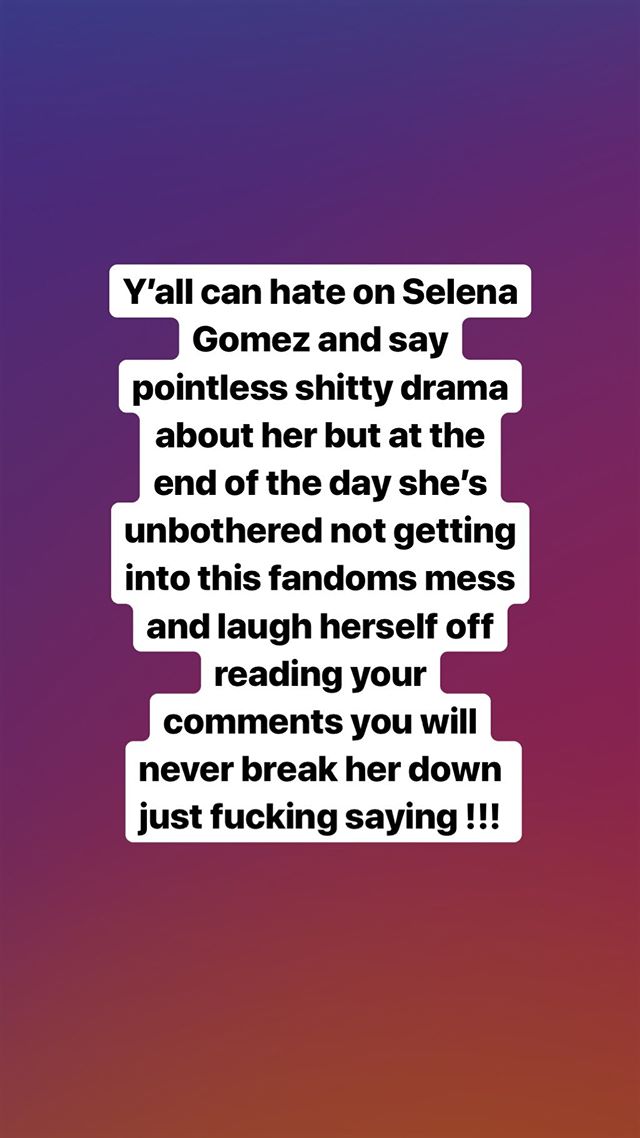 Y’all can hate on Selena
Gomez and say
pointless shitty drama
about her but at the
end of the day she’s
unbothered not getting
into this fandoms mess
and laugh herself off
reading your
comments you will
never break her down
just fucking saying !!!